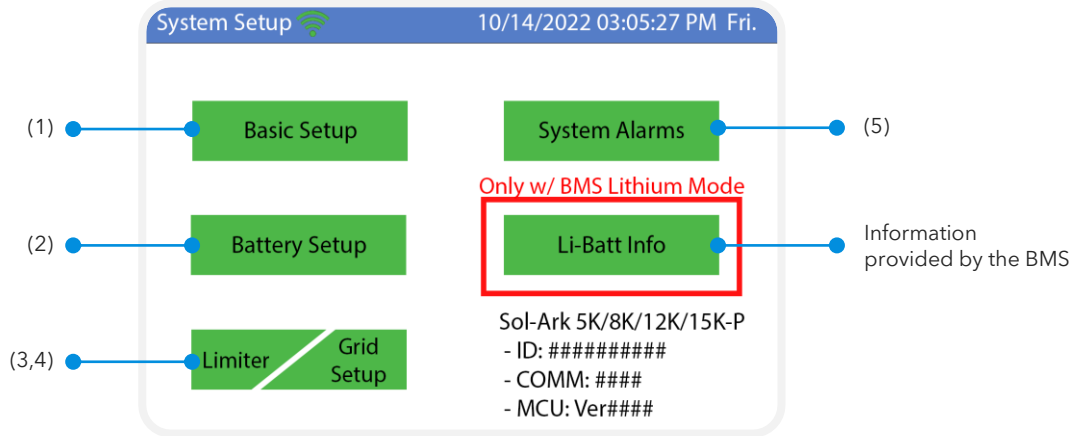 System Setup
10/14/2022 03:05:27 PM Fri.
(1)
Basic Setup
System Alarms
(5)
Only w/ BMS Lithium Mode
(2)
Battery Setup
Li-Batt Info
Information
provided by the BMS
(3,4)
Limiter
Grid
Setup
Sol-Ark 5K/8K/12K/15K-P
- ID: ##########
- COMM: ####
- MCU: Ver####